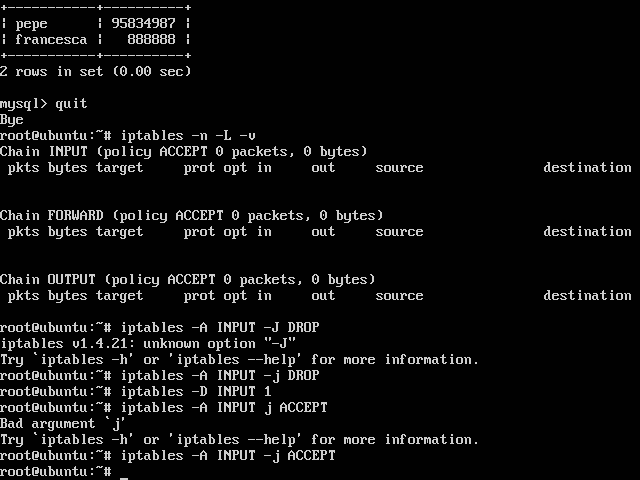 +-----------+----------+
| pepe      | 95834987 |
| francesca |   888888 |
+-----------+----------+
2 rows in set (0.00 sec)
mysql> quit
Bye
root@ubuntu:~# iptables -n -L -v
Chain INPUT (policy ACCEPT 0 packets, 0 bytes)
 pkts bytes target     prot opt in     out     source               destination
Chain FORWARD (policy ACCEPT 0 packets, 0 bytes)
 pkts bytes target     prot opt in     out     source               destination
Chain OUTPUT (policy ACCEPT 0 packets, 0 bytes)
 pkts bytes target     prot opt in     out     source               destination
root@ubuntu:~# iptables -A INPUT -J DROP
iptables v1.4.21: unknown option "-J"
Try `iptables -h' or 'iptables --help' for more information.
root@ubuntu:~# iptables -A INPUT -j DROP
root@ubuntu:~# iptables -D INPUT 1
root@ubuntu:~# iptables -A INPUT j ACCEPT
Bad argument `j'
Try `iptables -h' or 'iptables --help' for more information.
root@ubuntu:~# iptables -A INPUT -j ACCEPT
root@ubuntu:~# _